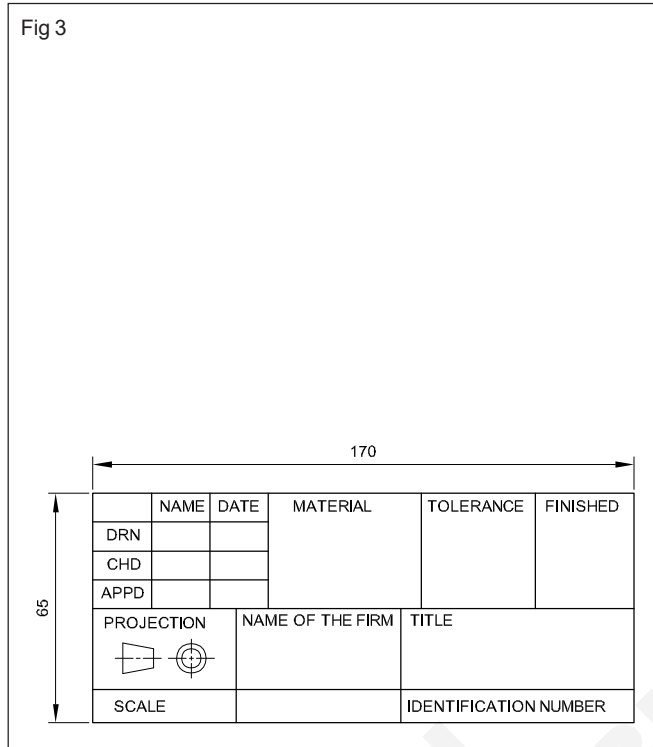 Fig 3
170
65
NAME DATE MATERIAL TOLERANCE FINISHED
DRN
CHD
APPD
PROJECTION NAME OF THE FIRM TITLE
SCALE IDENTIFICATION NUMBER